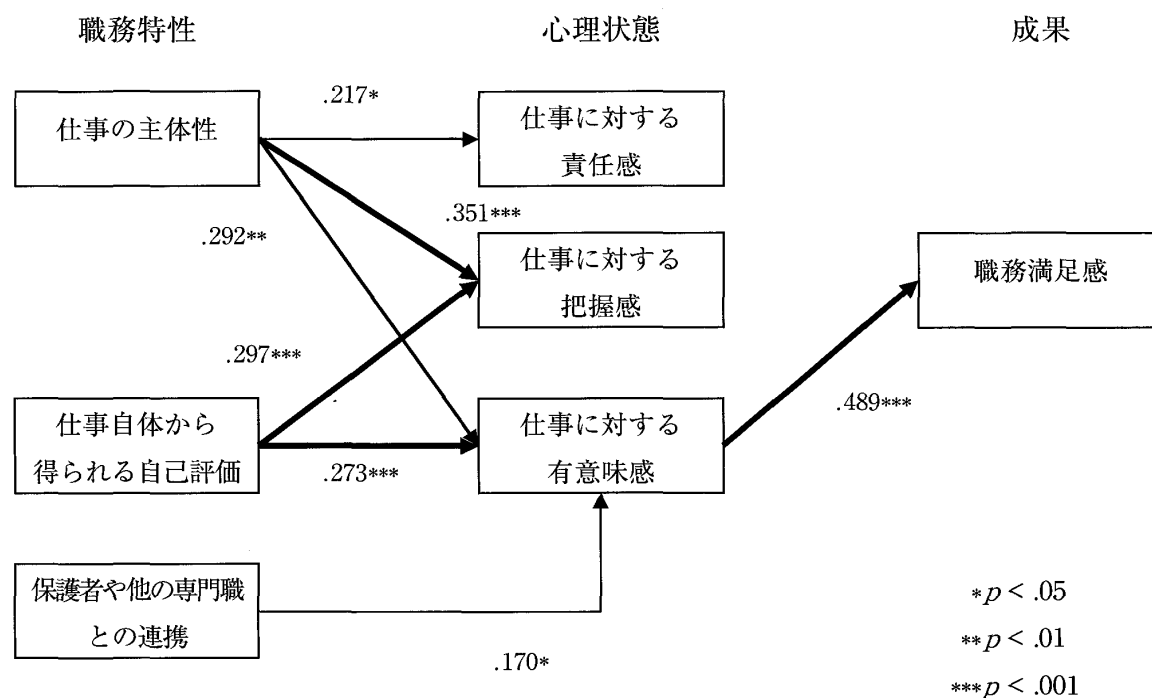 職務特性
心理状態
成果
仕事の主体性
.217*
仕事に対する
責任感
.292**
.351***
仕事に対する
把握感
職務満足感
.297***
仕事自体から
得られる自己評価
.273***
仕事に対する
有意味感
.489***
保護者や他の専門職
との連携
.170*
*p < .05
**p < .01
***p < .001